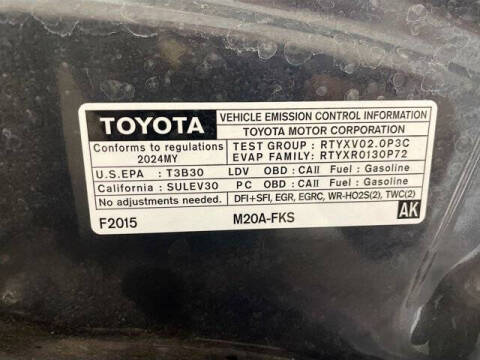 TOYOTA
VEHICLE EMISSION CONTROL INFORMATION
TOYOTA MOTOR CORPORATION
Conforms to regulations
2024MY
TEST GROUP : RTYXV02.0P3C
EVAP FAMILY: RTYXR0130P72
U.S.EPA : T3B30 LDV OBD : CAII Fuel : Gasoline
California : SULEV30 PC OBD : CAII Fuel : Gasoline
No adjustments needed. DFI+SFI, EGR, EGRC, WR-HO2S(2), TWC(2)
F2015 M20A-FKS AK